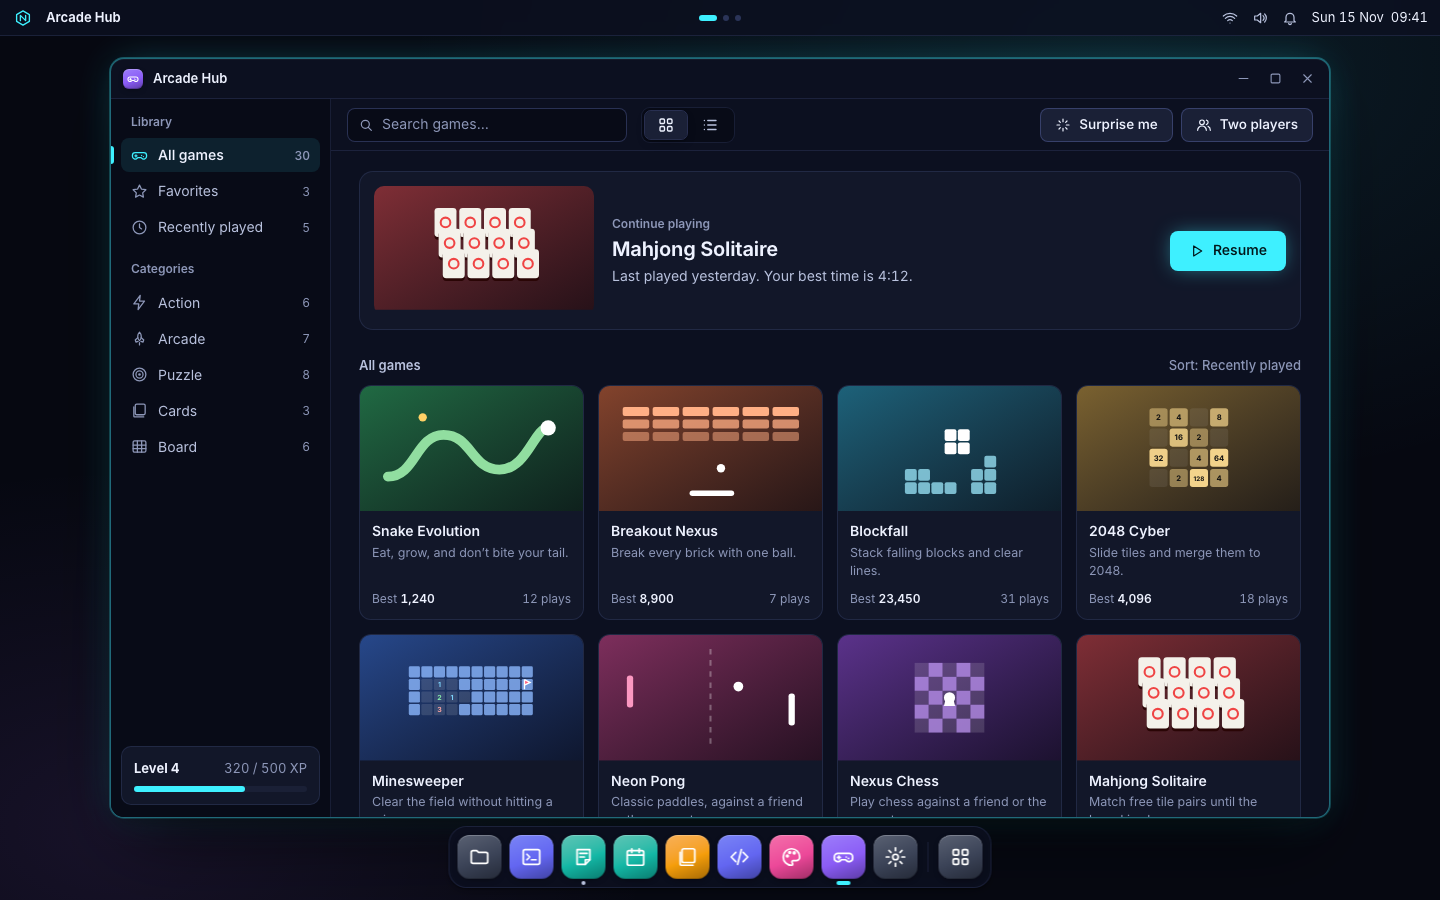 Arcade Hub
Sun 15 Nov 09:41
Arcade Hub
Library
All games 30
Favorites 3
Recently played 5
Categories
Action 6
Arcade 7
Puzzle 8
Cards 3
Board 6
Level 4 320 / 500 XP
Search games...
Surprise me
Two players
Continue playing
Mahjong Solitaire
Last played yesterday. Your best time is 4:12.
Resume
All games
Sort: Recently played
Snake Evolution
Eat, grow, and don't bite your tail.
Best 1,240 12 plays
Breakout Nexus
Break every brick with one ball.
Best 8,900 7 plays
Blockfall
Stack falling blocks and clear
lines.
Best 23,450 31 plays
2 4 8
16 2
32 4 64
2 128 4
2048 Cyber
Slide tiles and merge them to
2048.
Best 4,096 18 plays
1
2 1
3
Minesweeper
Clear the field without hitting a
Neon Pong
Classic paddles, against a friend
Nexus Chess
Play chess against a friend or the
Mahjong Solitaire
Match free tile pairs until the